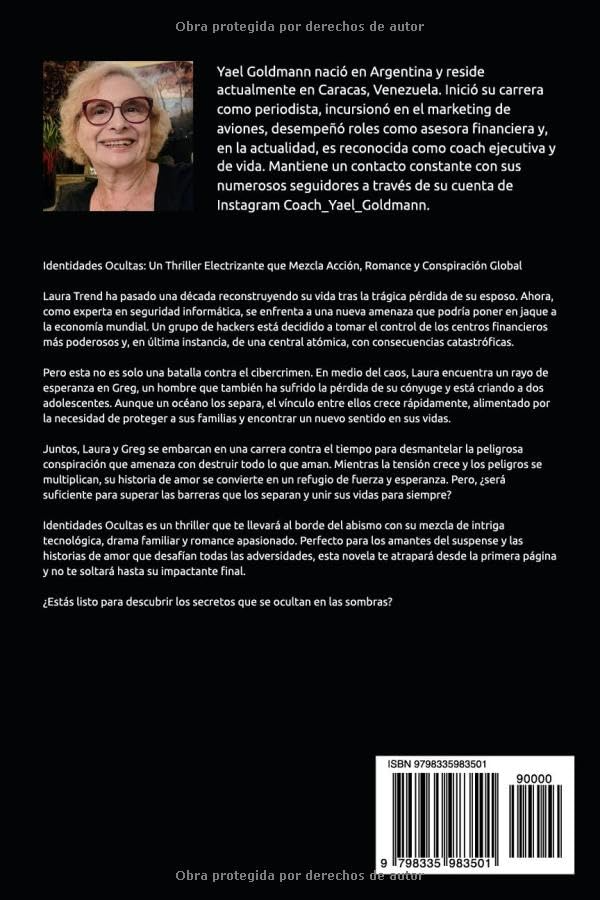 Obra protegida por derechos de autor
Yael Goldmann nació en Argentina y reside
actualmente en Caracas, Venezuela. Inició su carrera
como periodista, incursionó en el marketing de
aviones, desempeñó roles como asesora financiera y,
en la actualidad, es reconocida como coach ejecutiva y
de vida. Mantiene un contacto constante con sus
numerosos seguidores a través de su cuenta de
Instagram Coach_Yael_Goldmann.
Identidades Ocultas: Un Thriller Electrizante que Mezcla Acción, Romance y Conspiración Global
Laura Trend ha pasado una década reconstruyendo su vida tras la trágica pérdida de su esposo. Ahora,
como experta en seguridad informática, se enfrenta a una nueva amenaza que podría poner en jaque a
la economía mundial. Un grupo de hackers está decidido a tomar el control de los centros financieros
más poderosos y, en última instancia, de una central atómica, con consecuencias catastróficas.
Pero esta no es solo una batalla contra el cibercrimen. En medio del caos, Laura encuentra un rayo de
esperanza en Greg, un hombre que también ha sufrido la pérdida de su cónyuge y está criando a dos
adolescentes. Aunque un océano los separa, el vínculo entre ellos crece rápidamente, alimentado por
la necesidad de proteger a sus familias y encontrar un nuevo sentido en sus vidas.
Juntos, Laura y Greg se embarcan en una carrera contra el tiempo para desmantelar la peligrosa
conspiración que amenaza con destruir todo lo que aman. Mientras la tensión crece y los peligros se
multiplican, su historia de amor se convierte en un refugio de fuerza y esperanza. Pero, ¿será
suficiente para superar las barreras que los separan y unir sus vidas para siempre?
Identidades Ocultas es un thriller que te llevará al borde del abismo con su mezcla de intriga
tecnológica, drama familiar y romance apasionado. Perfecto para los amantes del suspense y las
historias de amor que desafían todas las adversidades, esta novela te atrapará desde la primera página
y no te soltará hasta su impactante final.
¿Estás listo para descubrir los secretos que se ocultan en las sombras?
ISBN 9798335983501
90000
9 798335 983501
Obra protegida por derechos de autor